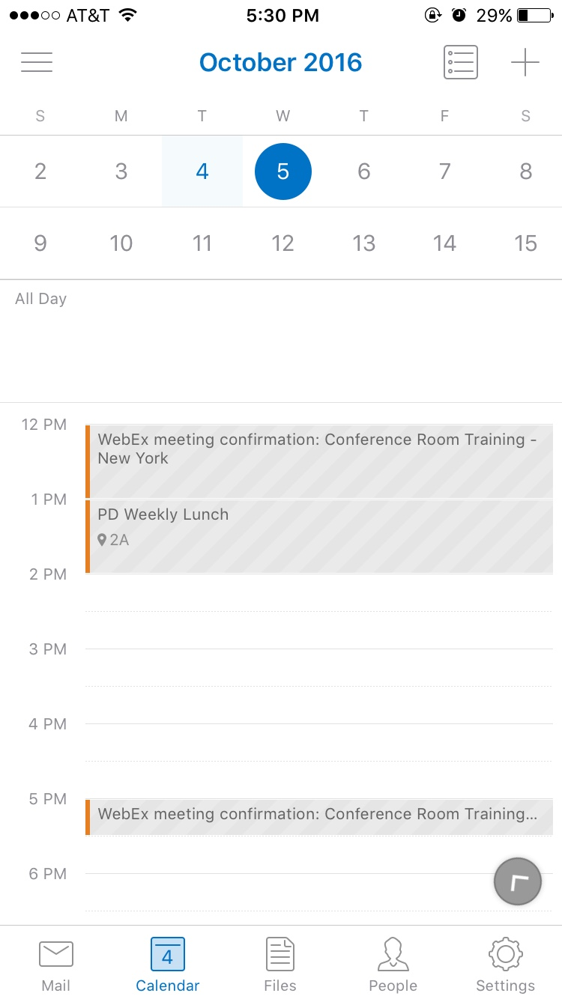 AT&T 5:30 PM 29%
October 2016
S M T W T F S
2 3 4 5 6 7 8
9 10 11 12 13 14 15
All Day
12 PM
WebEx meeting confirmation: Conference Room Training -
New York
1 PM
PD Weekly Lunch
2A
2 PM
3 PM
4 PM
5 PM
WebEx meeting confirmation: Conference Room Training...
6 PM
4
Mail Calendar Files People Settings